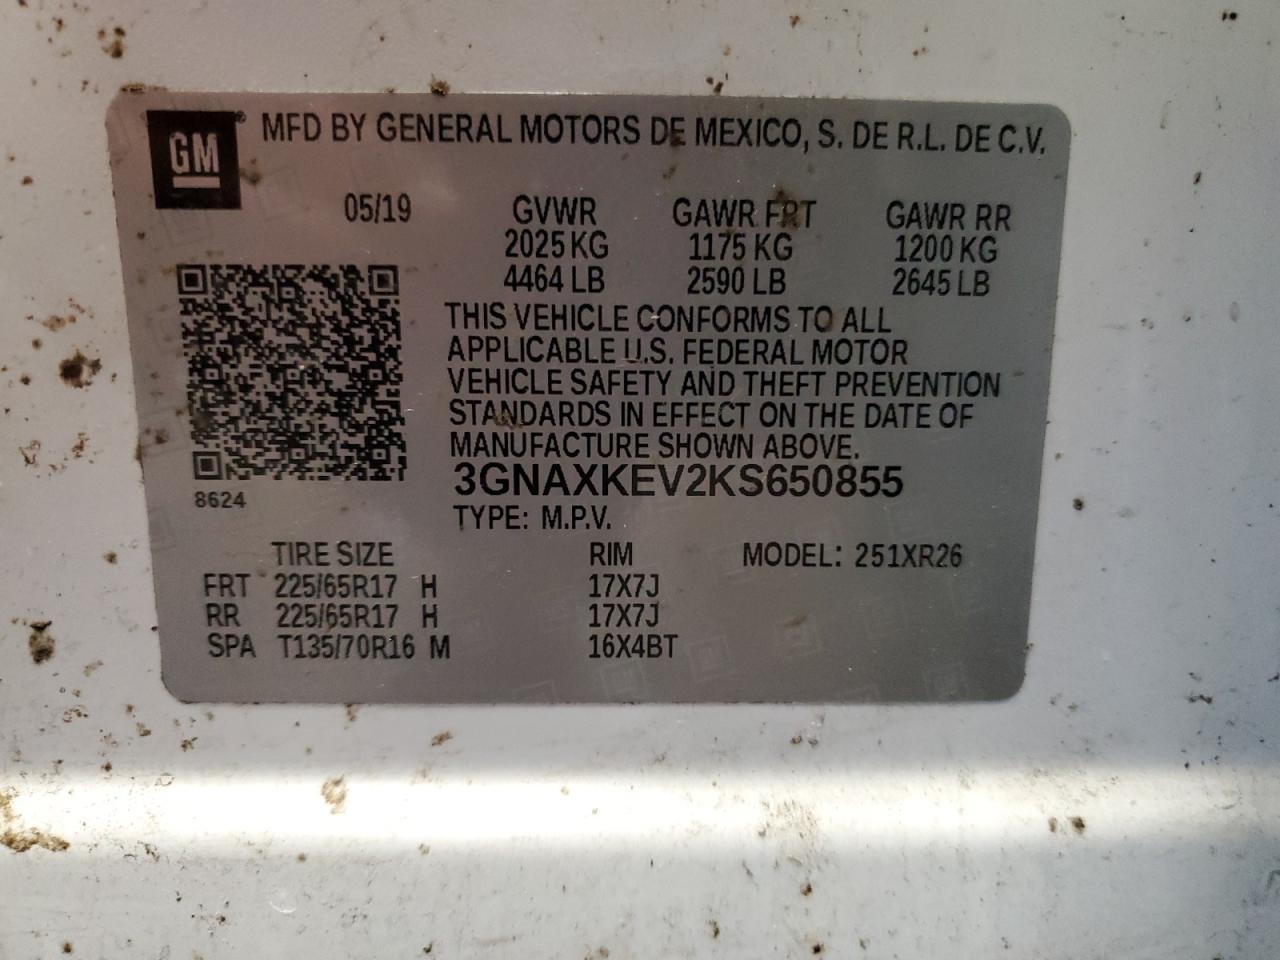 GM® MFD BY GENERAL MOTORS DE MEXICO, S. DE R.L. DE C.V.
05/19 GVWR GAWR FRT GAWR RR
2025 KG 1175 KG 1200 KG
4464 LB 2590 LB 2645 LB
THIS VEHICLE CONFORMS TO ALL
APPLICABLE U.S. FEDERAL MOTOR
VEHICLE SAFETY AND THEFT PREVENTION
STANDARDS IN EFFECT ON THE DATE OF
MANUFACTURE SHOWN ABOVE.
3GNAXKEV2KS650855
8624
TYPE: M.P.V.
TIRE SIZE RIM MODEL: 251XR26
FRT 225/65R17 H 17X7J
RR 225/65R17 H 17X7J
SPA T135/70R16 M 16X4BT